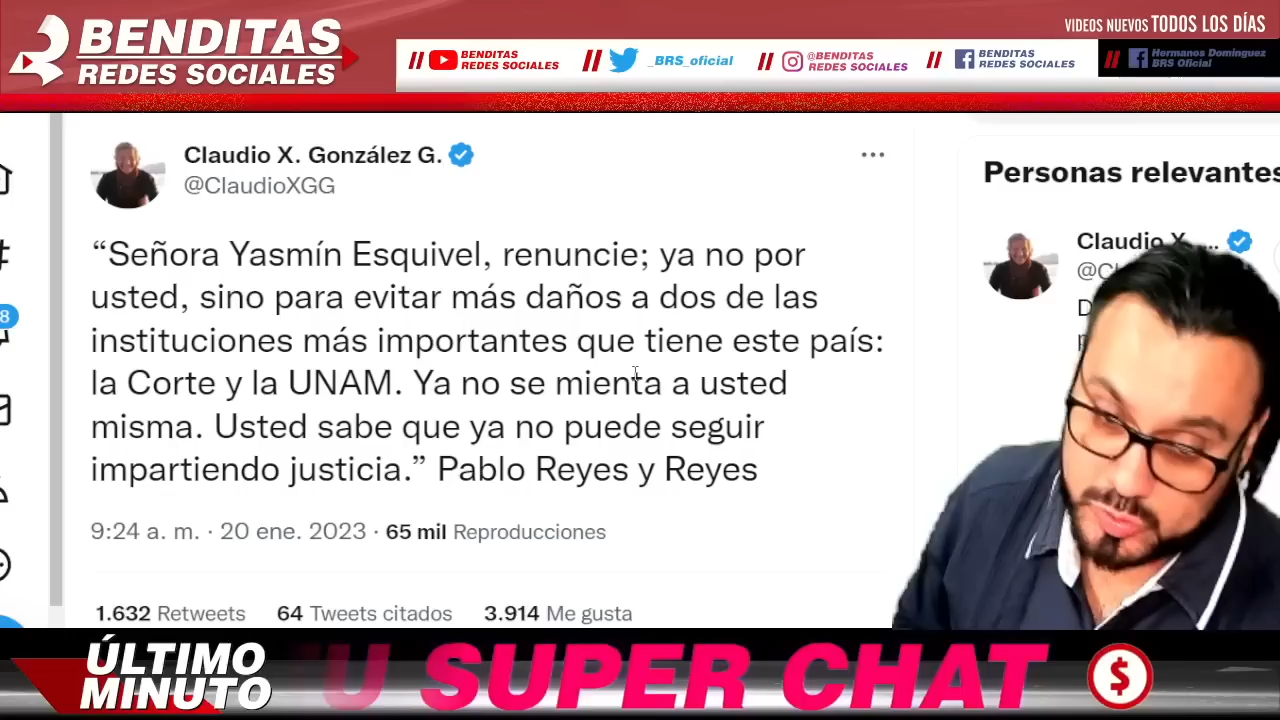 BENDITAS
REDES SOCIALES
VIDEOS NUEVOS TODOS LOS DÍAS
// BENDITAS REDES SOCIALES
// _BRS_oficial
// @BENDITAS REDES SOCIALES
// BENDITAS REDES SOCIALES
// Hermanos Domínguez BRS Oficial
Claudio X. González G.
@ClaudioXGG
“Señora Yasmín Esquivel, renuncie; ya no por
usted, sino para evitar más daños a dos de las
instituciones más importantes que tiene este país:
la Corte y la UNAM. Ya no se mienta a usted
misma. Usted sabe que ya no puede seguir
impartiendo justicia.” Pablo Reyes y Reyes
9:24 a. m. · 20 ene. 2023 · 65 mil Reproducciones
1.632 Retweets 64 Tweets citados 3.914 Me gusta
Personas relevantes
Claudio X. ...
8
ÚLTIMO
MINUTO
TU SUPER CHAT
$